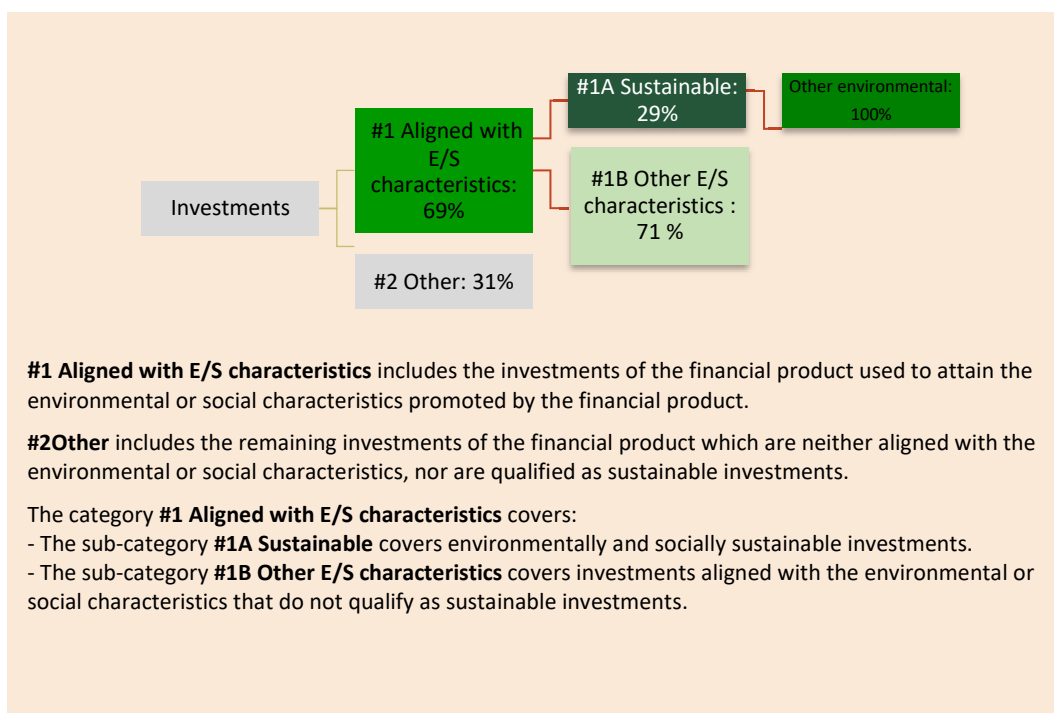 Investments
#1 Aligned with
E/S
characteristics:
69%
#2 Other: 31%
#1A Sustainable:
29%
#1B Other E/S
characteristics :
71 %
Other environmental:
100%
#1 Aligned with E/S characteristics includes the investments of the financial product used to attain the
environmental or social characteristics promoted by the financial product.
#2Other includes the remaining investments of the financial product which are neither aligned with the
environmental or social characteristics, nor are qualified as sustainable investments.
The category #1 Aligned with E/S characteristics covers:
- The sub-category #1A Sustainable covers environmentally and socially sustainable investments.
- The sub-category #1B Other E/S characteristics covers investments aligned with the environmental or
social characteristics that do not qualify as sustainable investments.